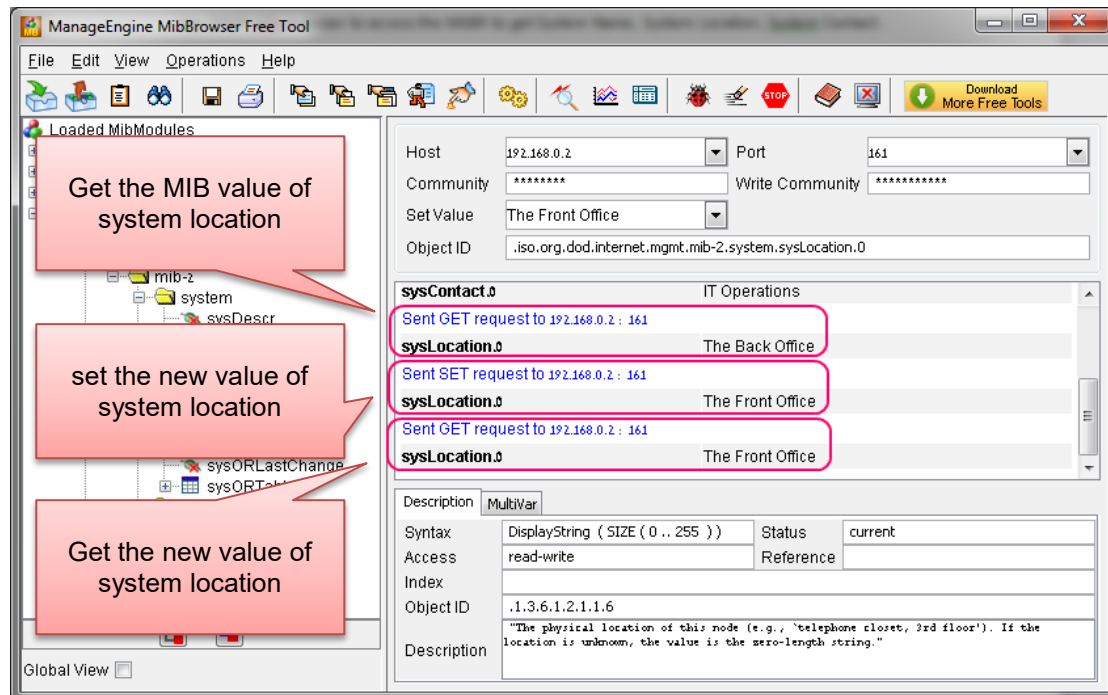 ManageEngine MibBrowser Free Tool
File Edit View Operations Help
STOP
Download
More Free Tools
Loaded MibModules
Get the MIB value of
system location
mib-2
system
sysDescr
set the new value of
system location
sysORLastChange
Get the new value of
system location
Global View
Host 192.168.0.2 Port 161
Community ******** Write Community ***********
Set Value The Front Office
Object ID .iso.org.dod.internet.mgmt.mib-2.system.sysLocation.0
sysContact.0 IT Operations
Sent GET request to 192.168.0.2 : 161
sysLocation.0 The Back Office
Sent SET request to 192.168.0.2 : 161
sysLocation.0 The Front Office
Sent GET request to 192.168.0.2 : 161
sysLocation.0 The Front Office
Description MultiVar
Syntax DisplayString ( SIZE ( 0 .. 255 ) ) Status current
Access read-write Reference
Index
Object ID .1.3.6.1.2.1.1.6
Description "The physical location of this node (e.g., `telephone closet, 3rd floor'). If the
location is unknown, the value is the zero-length string."